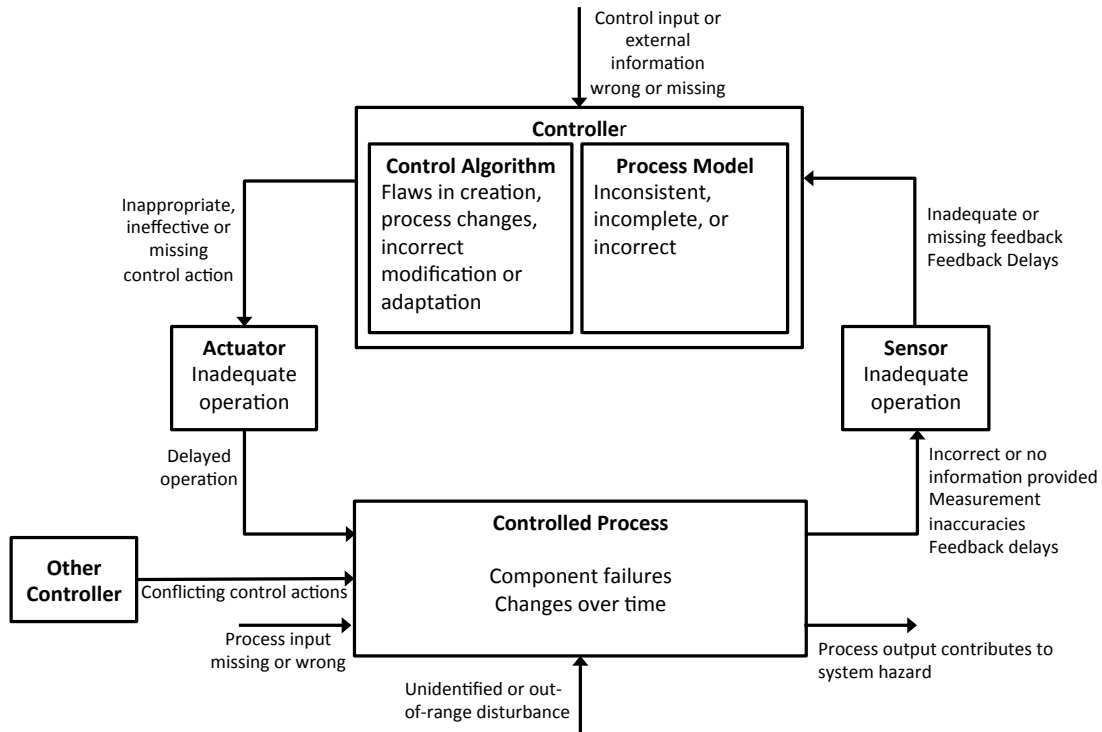 Control input or
external
information
wrong or missing
Controller
Control Algorithm
Flaws in creation,
process changes,
incorrect
modification or
adaptation
Process Model
Inconsistent,
incomplete, or
incorrect
Inappropriate,
ineffective or
missing
control action
Inadequate or
missing feedback
Feedback Delays
Actuator
Inadequate
operation
Sensor
Inadequate
operation
Delayed
operation
Incorrect or no
information provided
Measurement
inaccuracies
Feedback delays
Controlled Process
Component failures
Changes over time
Other
Controller
Conflicting control actions
Process input
missing or wrong
Process output contributes to
system hazard
Unidentified or out-
of-range disturbance